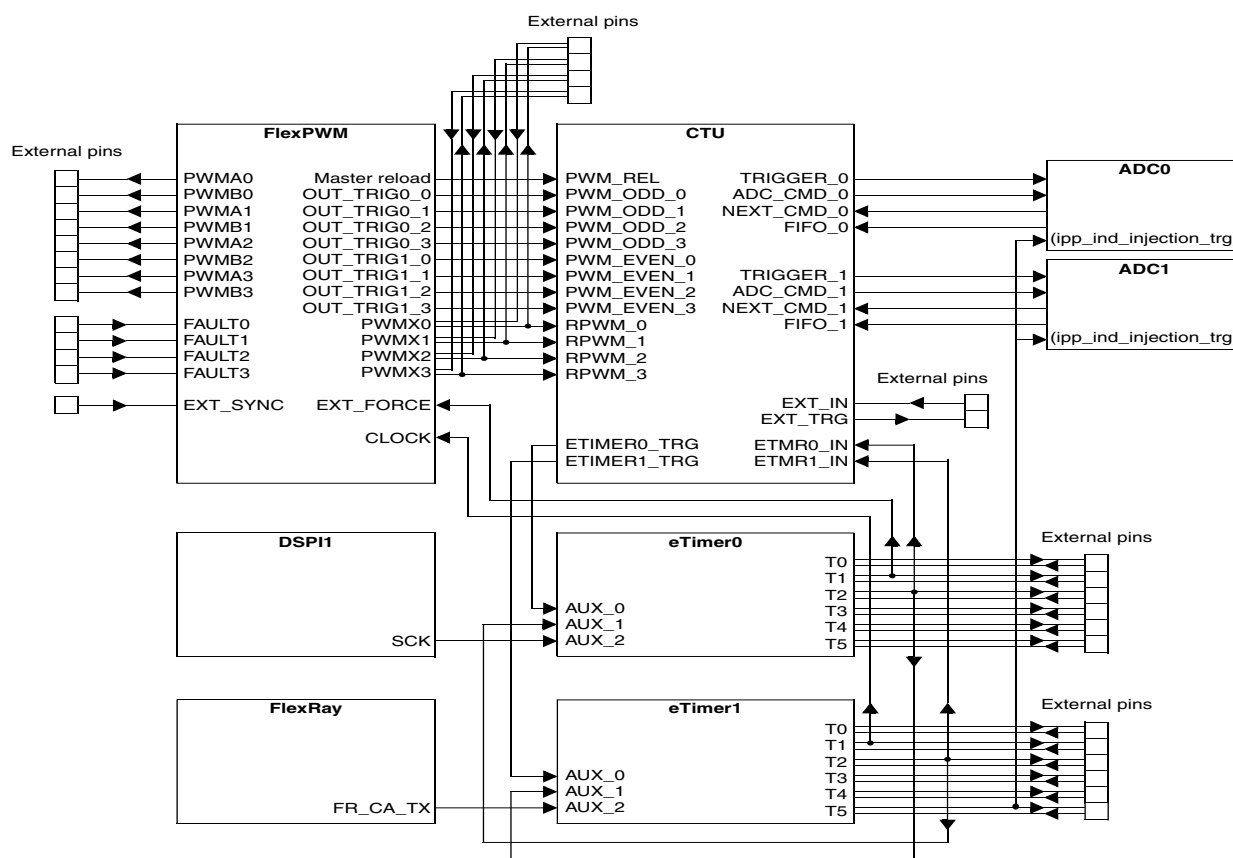 External pins
FlexPWM
CTU
External pins
PWMA0
PWMB0
PWMA1
PWMB1
PWMA2
PWMB2
PWMA3
PWMB3
FAULT0
FAULT1
FAULT2
FAULT3
EXT_SYNC
Master reload
OUT_TRIG0_0
OUT_TRIG0_1
OUT_TRIG0_2
OUT_TRIG0_3
OUT_TRIG1_0
OUT_TRIG1_1
OUT_TRIG1_2
OUT_TRIG1_3
PWMX0
PWMX1
PWMX2
PWMX3
EXT_FORCE
CLOCK
PWM_REL
PWM_ODD_0
PWM_ODD_1
PWM_ODD_2
PWM_ODD_3
PWM_EVEN_0
PWM_EVEN_1
PWM_EVEN_2
PWM_EVEN_3
RPWM_0
RPWM_1
RPWM_2
RPWM_3
ETIMER0_TRG
ETIMER1_TRG
TRIGGER_0
ADC_CMD_0
NEXT_CMD_0
FIFO_0
TRIGGER_1
ADC_CMD_1
NEXT_CMD_1
FIFO_1
EXT_IN
EXT_TRG
ETMR0_IN
ETMR1_IN
ADC0
(ipp_ind_injection_trg
ADC1
(ipp_ind_injection_trg
External pins
DSPI1
SCK
eTimer0
AUX_0
AUX_1
AUX_2
T0
T1
T2
T3
T4
T5
External pins
FlexRay
FR_CA_TX
eTimer1
AUX_0
AUX_1
AUX_2
T0
T1
T2
T3
T4
T5
External pins